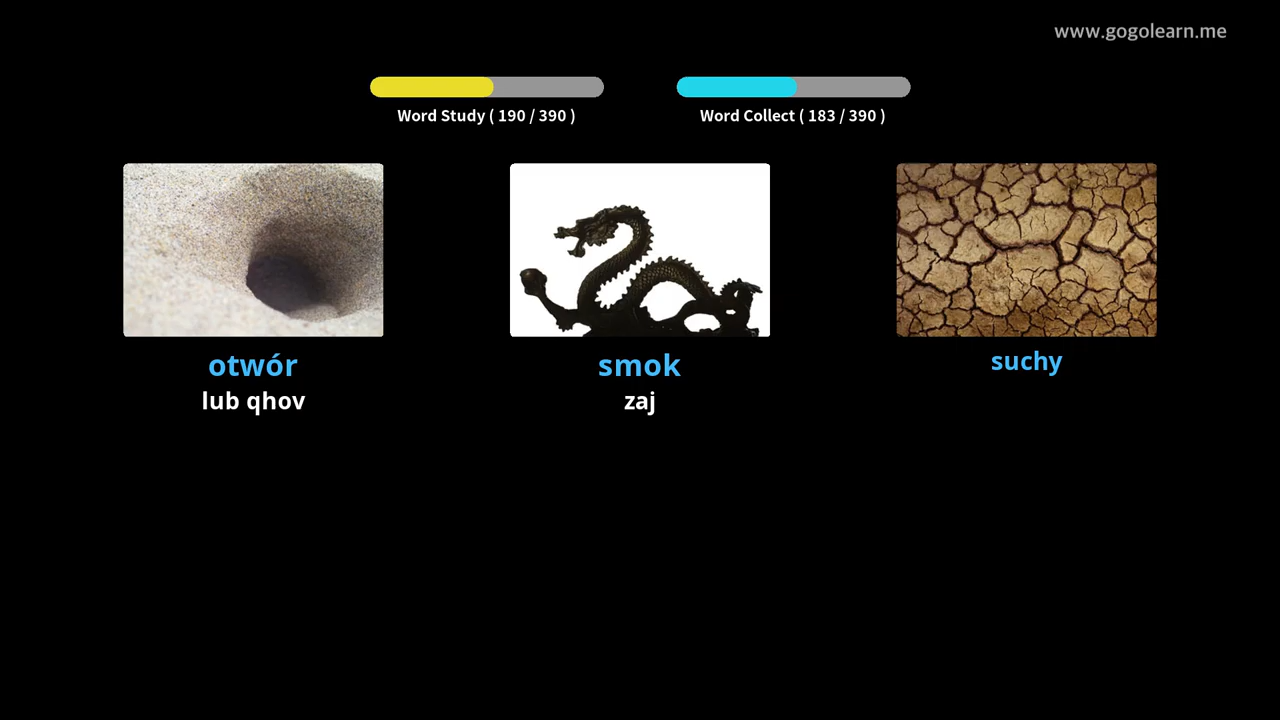 www.gogolearn.me
Word Study ( 190 / 390 )
Word Collect ( 183 / 390 )
otwór
smok
suchy
lub qhov
zaj